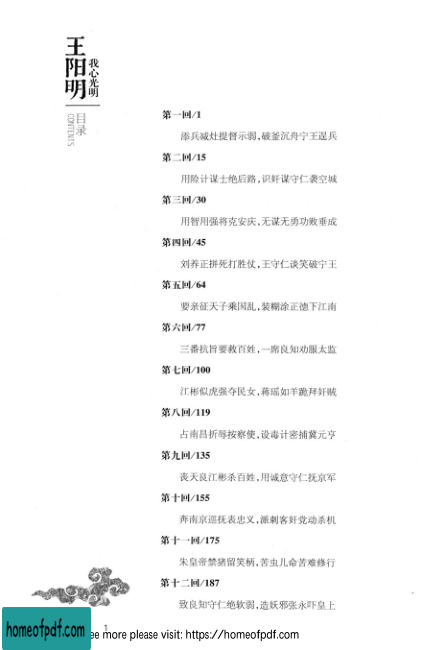 王阳明
我心光明
目录
CONTENTS
第一回/1
添兵减灶提督示弱,破釜沉舟宁王逞兵
第二回/15
用险计谋士绝后路,识奸谋守仁袭空城
第三回/30
用智用强将克安庆,无谋无勇功败垂成
第四回/45
刘养正拼死打胜仗,王守仁谈笑破宁王
第五回/64
要亲征天子乘国乱,装糊涂正德下江南
第六回/77
三番抗旨要救百姓,一席良知劝服太监
第七回/100
江彬似虎强夺民女,蒋瑶如羊跪拜奸贼
第八回/119
占南昌折辱按察使,设毒计密捕冀元亨
第九回/135
丧天良江彬杀百姓,用诚意守仁抚京军
第十回/155
奔南京巡抚表忠义,派刺客奸党动杀机
第十一回/175
朱皇帝禁猪留笑柄,苦虫儿命苦难修行
第十二回/187
致良知守仁绝软弱,造妖邪张永吓皇上
1
homeofpdf.com
ee more please visit: https://homeofpdf.com